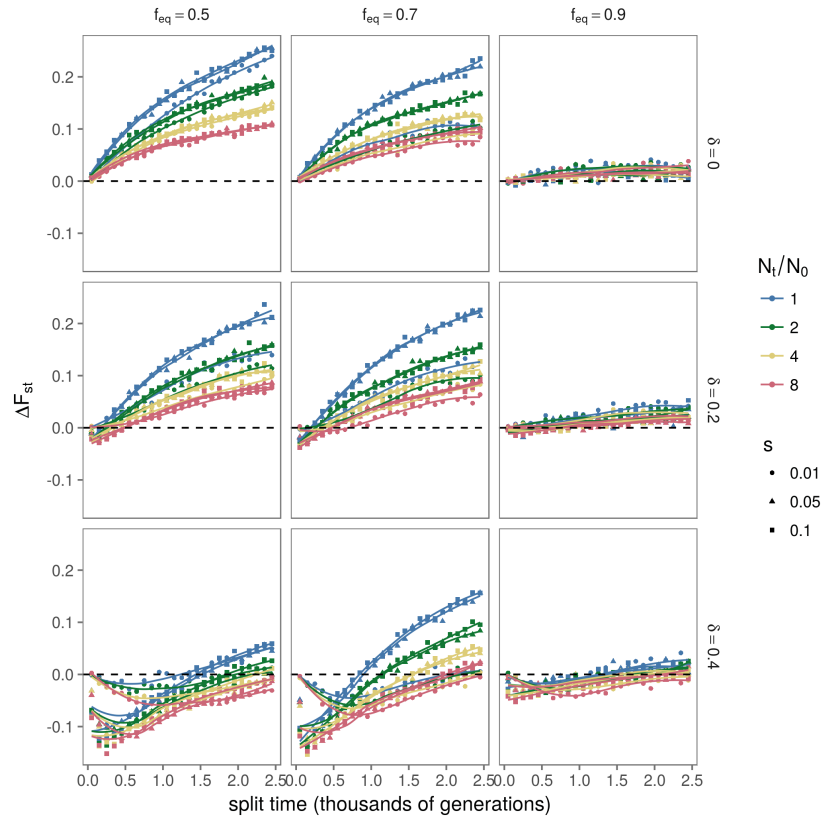 f_eq = 0.5 f_eq = 0.7 f_eq = 0.9
0.2
0.1
0.0
-0.1
δ = 0
0.2
0.1
0.0
-0.1
δ = 0.2
0.2
0.1
0.0
-0.1
δ = 0.4
ΔF_st
0.0 0.5 1.0 1.5 2.0 2.5
0.0 0.5 1.0 1.5 2.0 2.5
0.0 0.5 1.0 1.5 2.0 2.5
split time (thousands of generations)
N_t/N_0
1
2
4
8
s
0.01
0.05
0.1